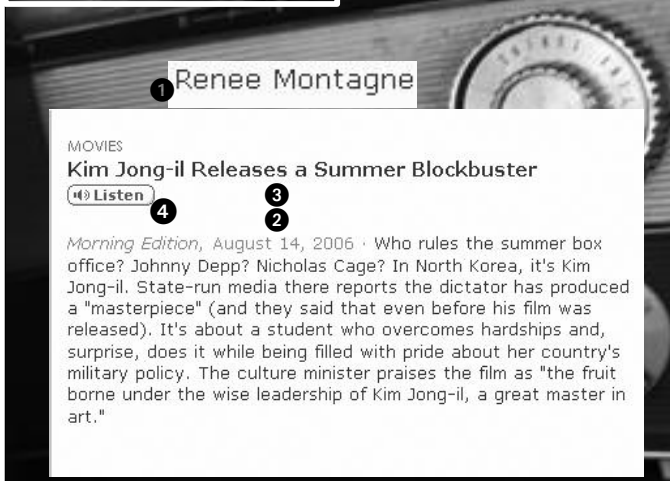 1 Renee Montagne
MOVIES
Kim Jong-il Releases a Summer Blockbuster
Listen
3
4
2
Morning Edition, August 14, 2006 · Who rules the summer box
office? Johnny Depp? Nicholas Cage? In North Korea, it's Kim
Jong-il. State-run media there reports the dictator has produced
a "masterpiece" (and they said that even before his film was
released). It's about a student who overcomes hardships and,
surprise, does it while being filled with pride about her country's
military policy. The culture minister praises the film as "the fruit
borne under the wise leadership of Kim Jong-il, a great master in
art."